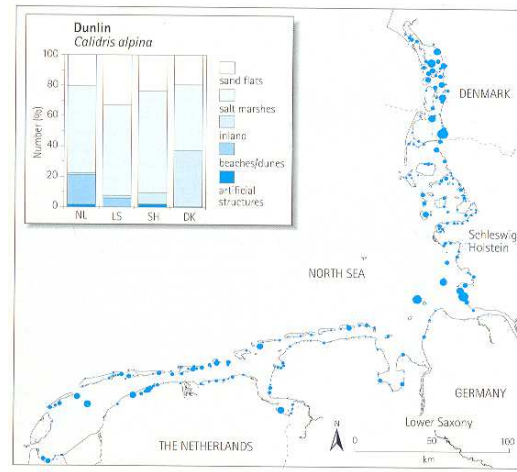 Dunlin
Calidris alpina
100
80
60
40
20
0
Number (%)
NL
LS
SH
DK
sand flats
salt marshes
inland
beaches/dunes
artificial
structures
DENMARK
Schleswig
Holstein
NORTH SEA
GERMANY
Lower Saxony
THE NETHERLANDS
N
0
50
100
km